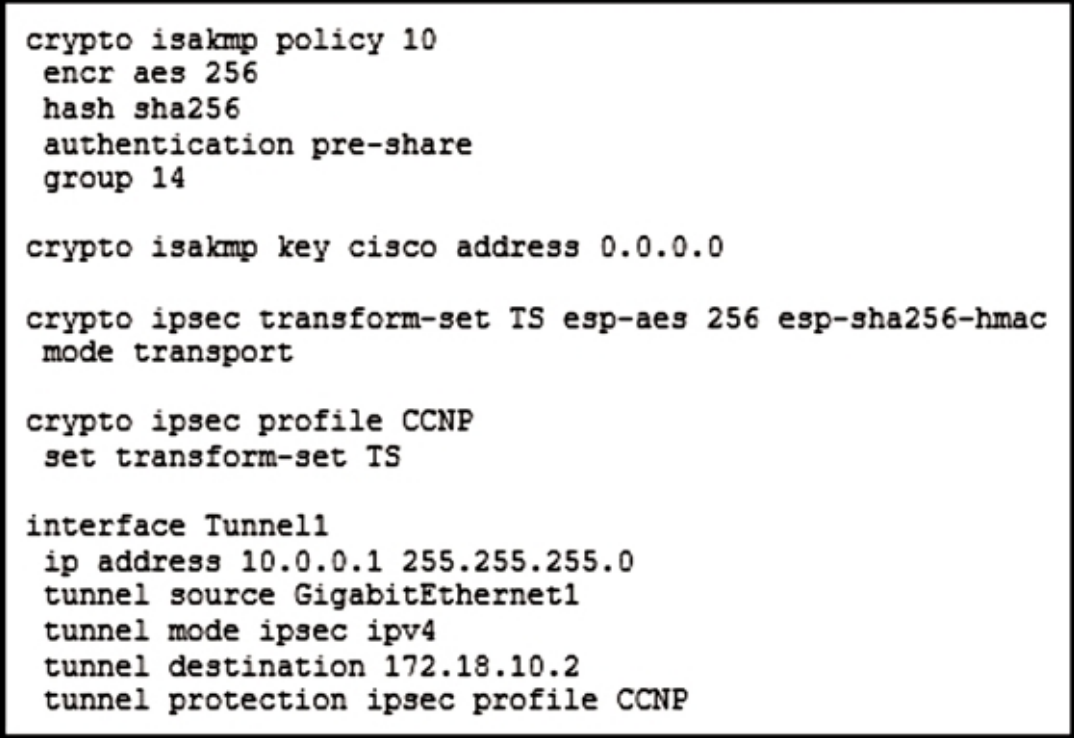 crypto isakmp policy 10
encr aes 256
hash sha256
authentication pre-share
group 14
crypto isakmp key cisco address 0.0.0.0
crypto ipsec transform-set TS esp-aes 256 esp-sha256-hmac
mode transport
crypto ipsec profile CCNP
set transform-set TS
interface Tunnel1
ip address 10.0.0.1 255.255.255.0
tunnel source GigabitEthernet1
tunnel mode ipsec ipv4
tunnel destination 172.18.10.2
tunnel protection ipsec profile CCNP